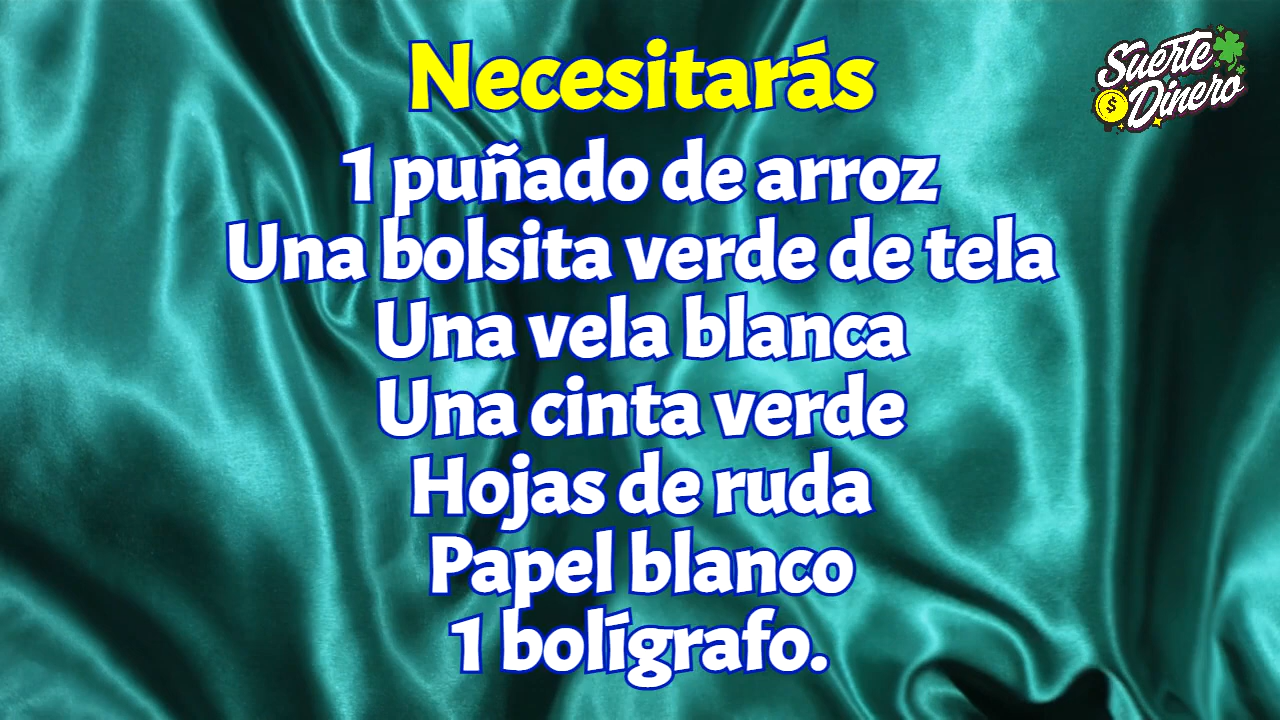 Necesitarás
1 puñado de arroz
Una bolsita verde de tela
Una vela blanca
Una cinta verde
Hojas de ruda
Papel blanco
1 bolígrafo.
Suerte
$ Dinero